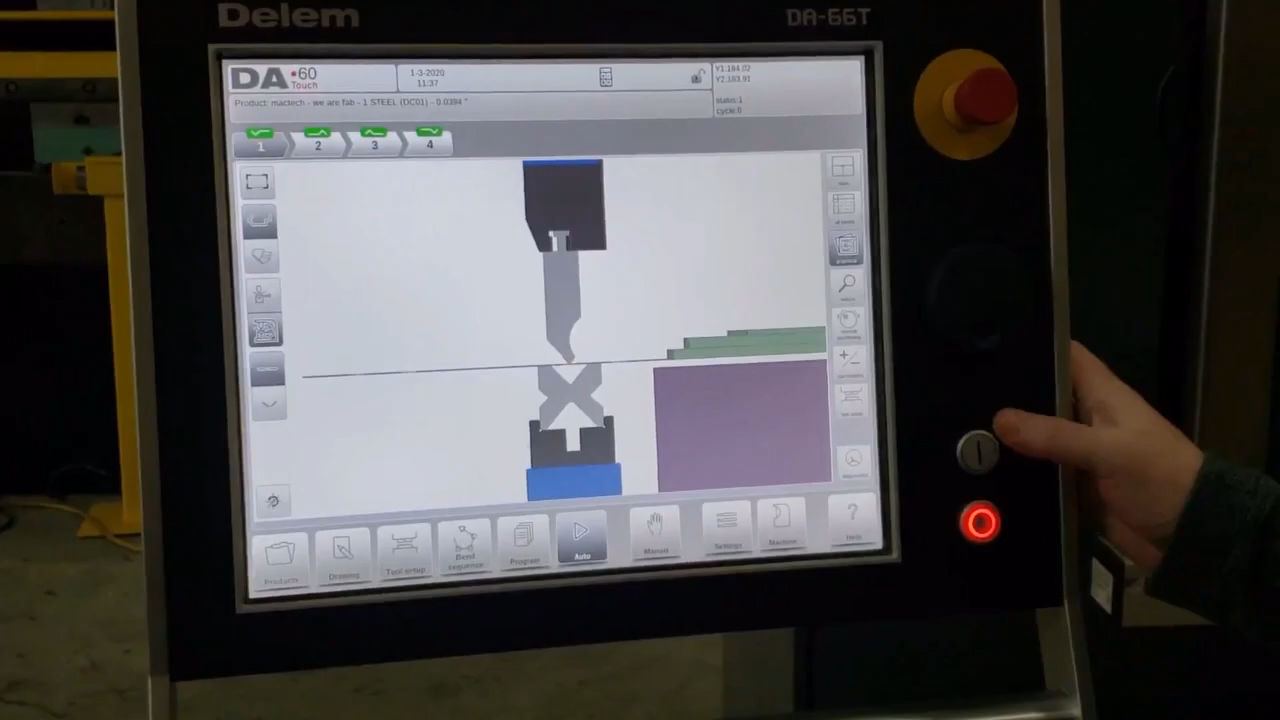 Delem
DA-66T
DA•60
Touch
1-3-2020
11:37
Y1:184,02
Y2:183,91
status:1
cycle:0
Product: mactech - we are fab - 1 STEEL (DC01) - 0.0394 "
1
2
3
4
Products
Drawing
Tool setup
Bend
sequence
Program
Auto
Manual
Settings
Machine
Help